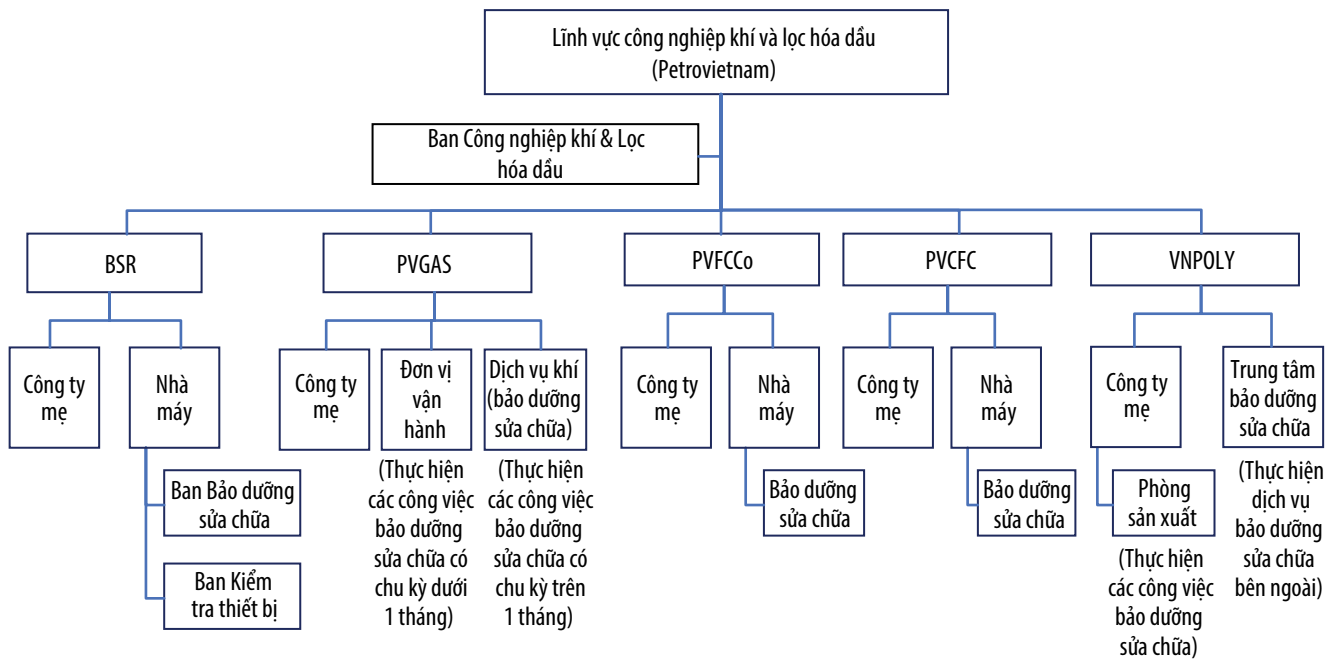 Lĩnh vực công nghiệp khí và lọc hóa dầu
(Petrovietnam)
Ban Công nghiệp khí & Lọc
hóa dầu
BSR
PVGAS
PVFCCo
PVCFC
VNPOLY
Công ty
mẹ
Nhà
máy
Công ty
mẹ
Đơn vị
vận
hành
Dịch vụ khí
(bảo dưỡng
sửa chữa)
Công ty
mẹ
Nhà
máy
Công ty
mẹ
Nhà
máy
Công ty
mẹ
Trung tâm
bảo dưỡng
sửa chữa
Ban Bảo dưỡng
sửa chữa
Ban Kiểm
tra thiết bị
(Thực hiện
các công việc
bảo dưỡng
sửa chữa có
chu kỳ dưới
1 tháng)
(Thực hiện
các công việc
bảo dưỡng
sửa chữa có
chu kỳ trên
1 tháng)
Bảo dưỡng
sửa chữa
Bảo dưỡng
sửa chữa
Phòng
sản xuất
(Thực hiện
các công việc
bảo dưỡng
sửa chữa)
(Thực hiện
dịch vụ
bảo dưỡng
sửa chữa
bên ngoài)